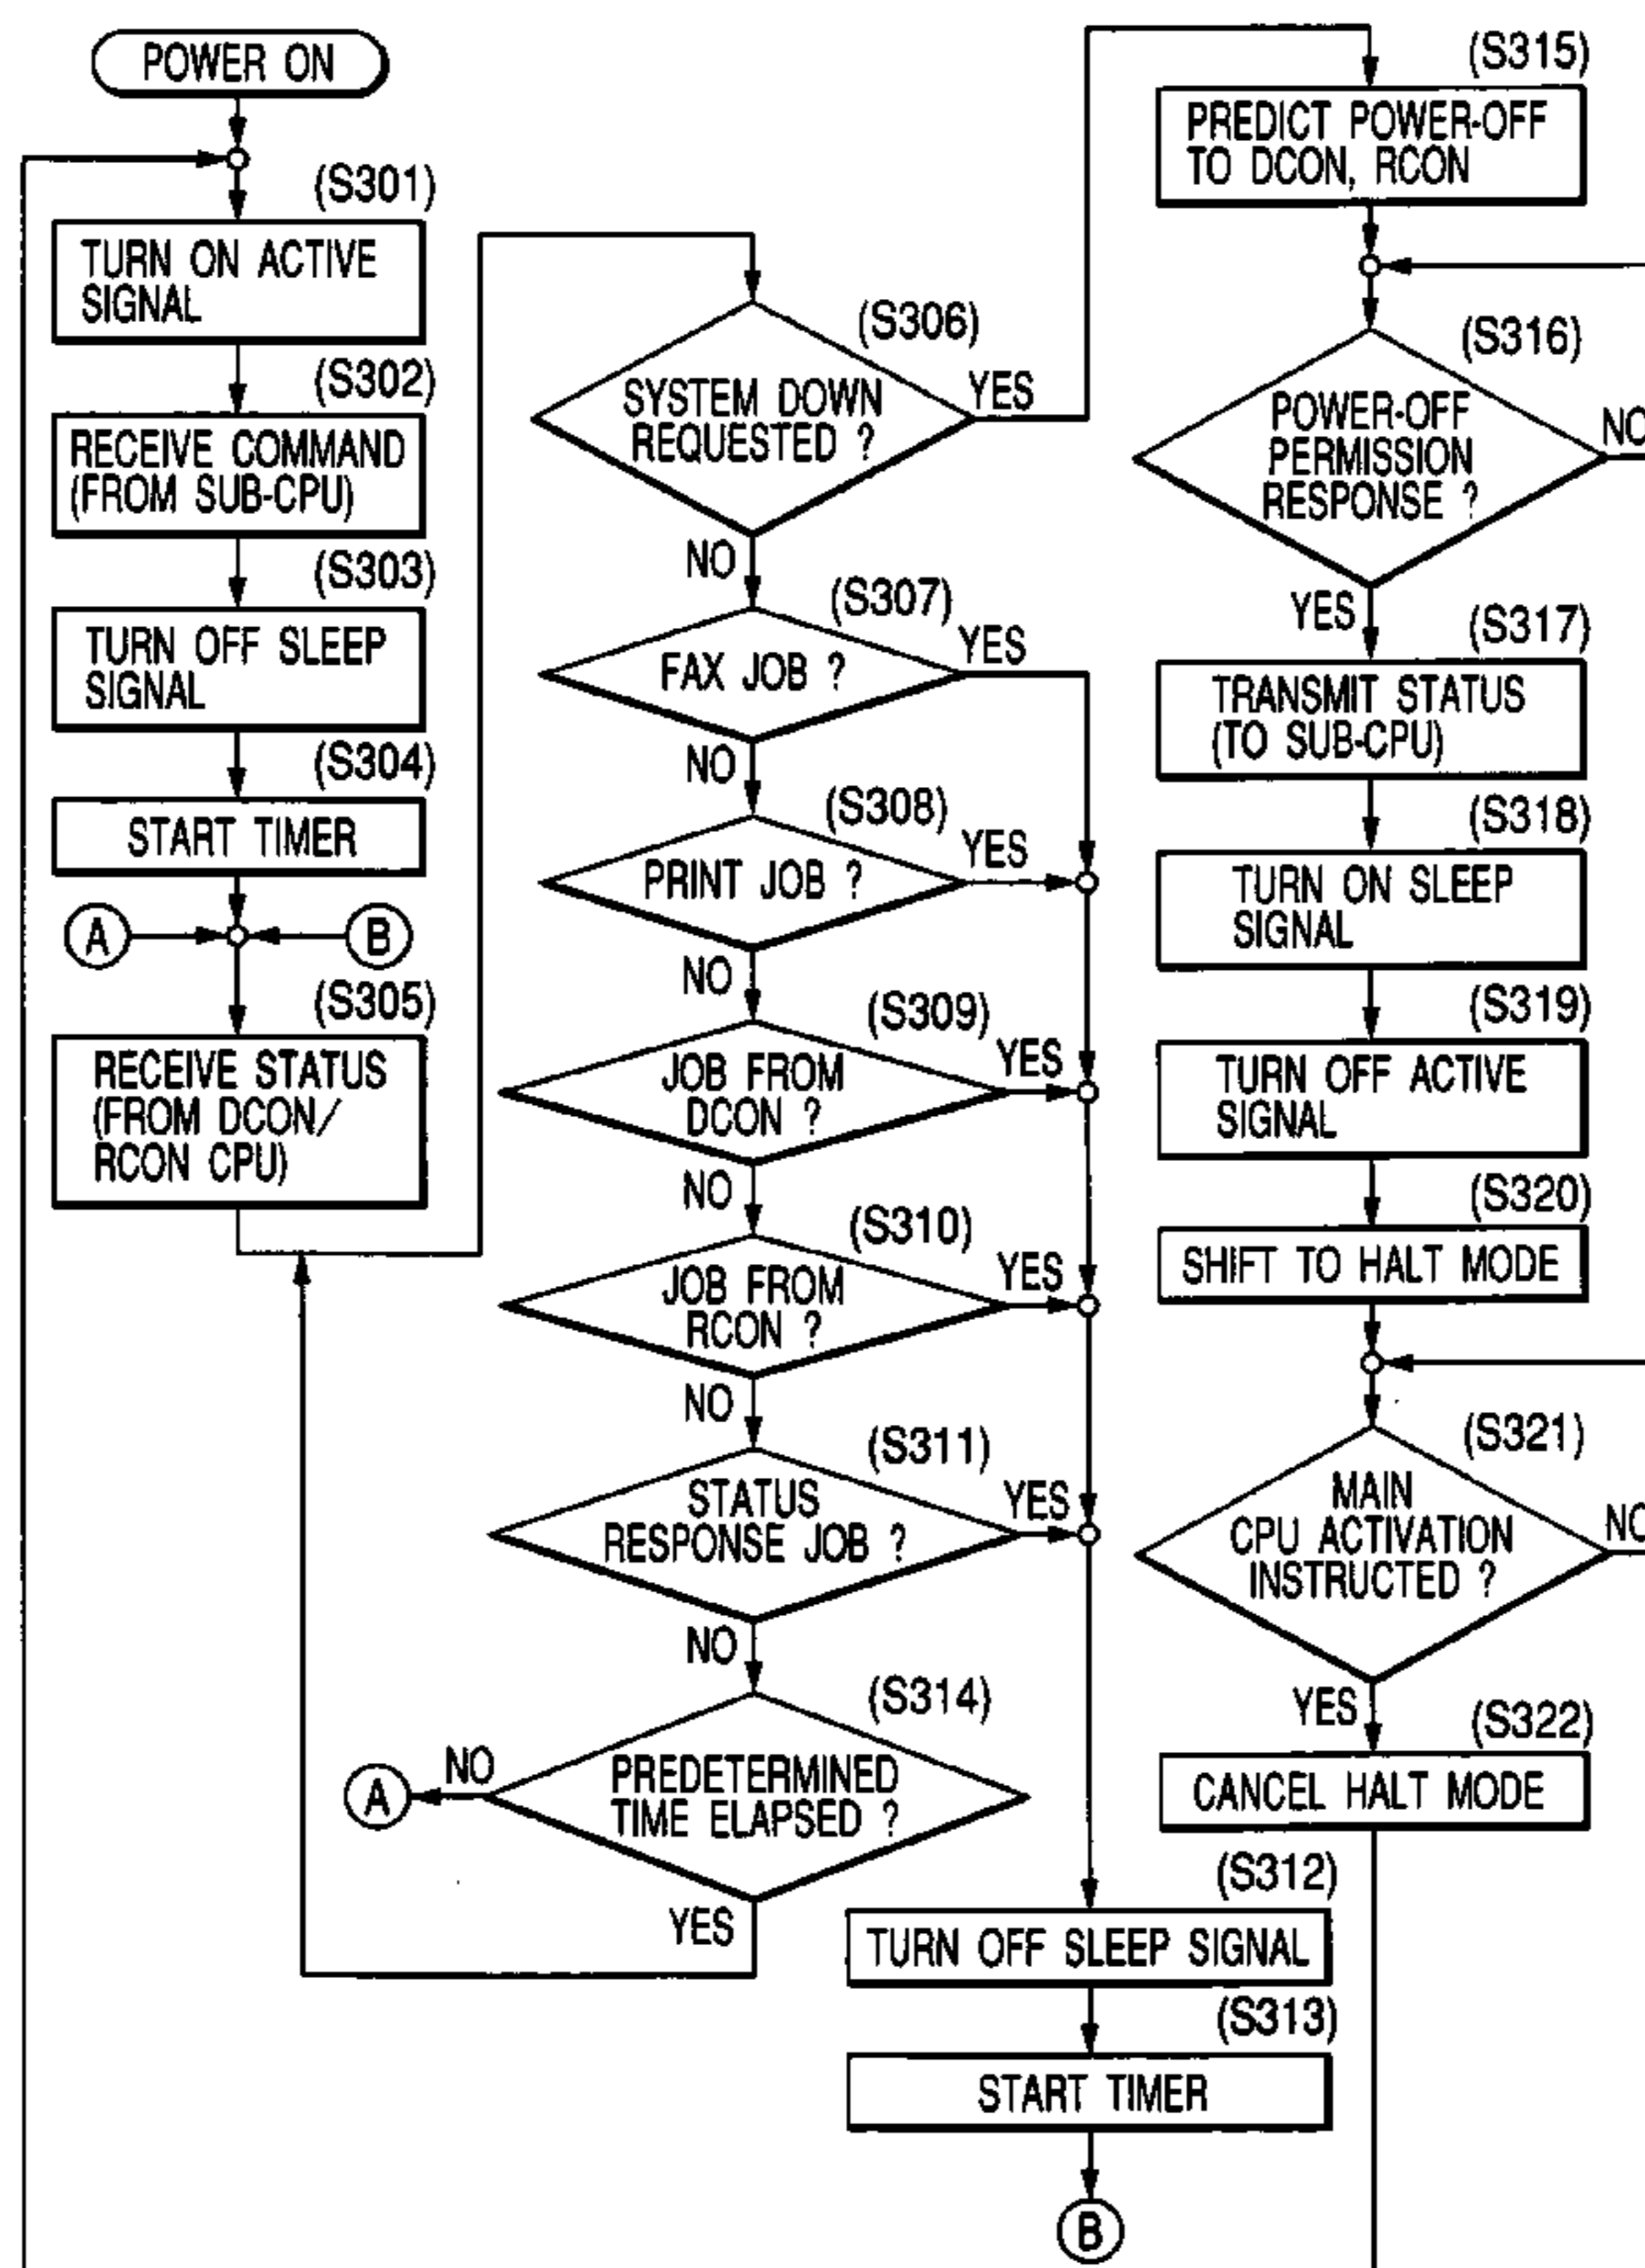 POWER ON
(S301)
TURN ON ACTIVE
SIGNAL
(S302)
RECEIVE COMMAND
(FROM SUB-CPU)
(S303)
TURN OFF SLEEP
SIGNAL
(S304)
START TIMER
A
B
(S305)
RECEIVE STATUS
(FROM DCON/
RCON CPU)
(S306)
SYSTEM DOWN
REQUESTED ?
YES
NO
(S307)
FAX JOB ?
YES
NO
(S308)
PRINT JOB ?
YES
NO
(S309)
JOB FROM
DCON ?
YES
NO
(S310)
JOB FROM
RCON ?
YES
NO
(S311)
STATUS
RESPONSE JOB ?
YES
NO
(S314)
PREDETERMINED
TIME ELAPSED ?
NO
A
YES
(S312)
TURN OFF SLEEP SIGNAL
(S313)
START TIMER
B
(S315)
PREDICT POWER-OFF
TO DCON, RCON
(S316)
POWER-OFF
PERMISSION
RESPONSE ?
NO
YES
(S317)
TRANSMIT STATUS
(TO SUB-CPU)
(S318)
TURN ON SLEEP
SIGNAL
(S319)
TURN OFF ACTIVE
SIGNAL
(S320)
SHIFT TO HALT MODE
(S321)
MAIN
CPU ACTIVATION
INSTRUCTED ?
NO
YES
(S322)
CANCEL HALT MODE